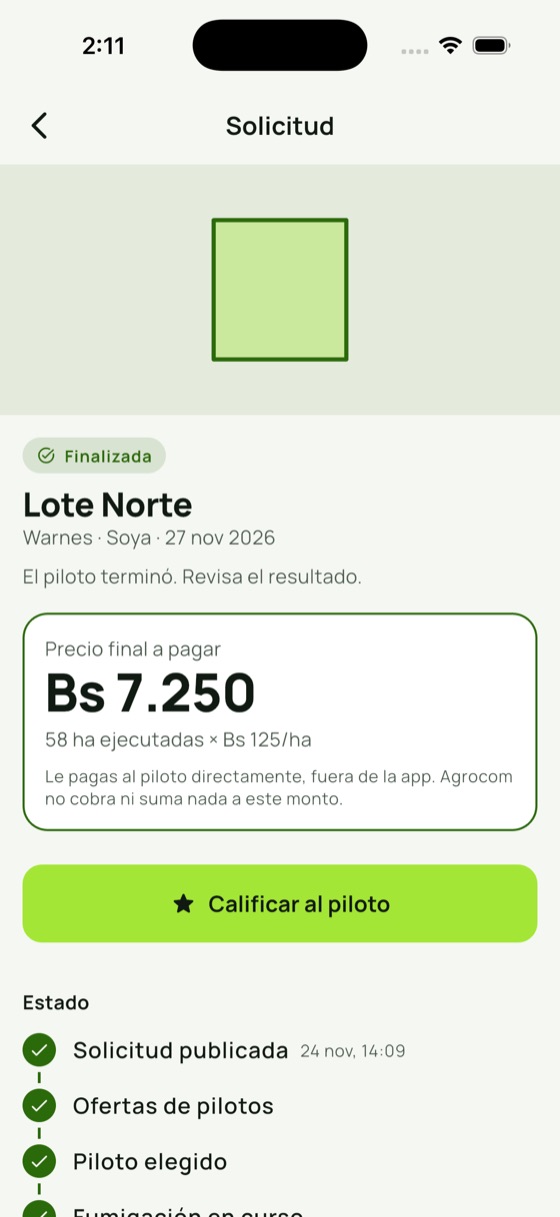 2:11
Solicitud
Finalizada
Lote Norte
Warnes · Soya · 27 nov 2026
El piloto terminó. Revisa el resultado.
Precio final a pagar
Bs 7.250
58 ha ejecutadas × Bs 125/ha
Le pagas al piloto directamente, fuera de la app. Agrocom
no cobra ni suma nada a este monto.
Calificar al piloto
Estado
Solicitud publicada 24 nov, 14:09
Ofertas de pilotos
Piloto elegido
Fumigación en curso